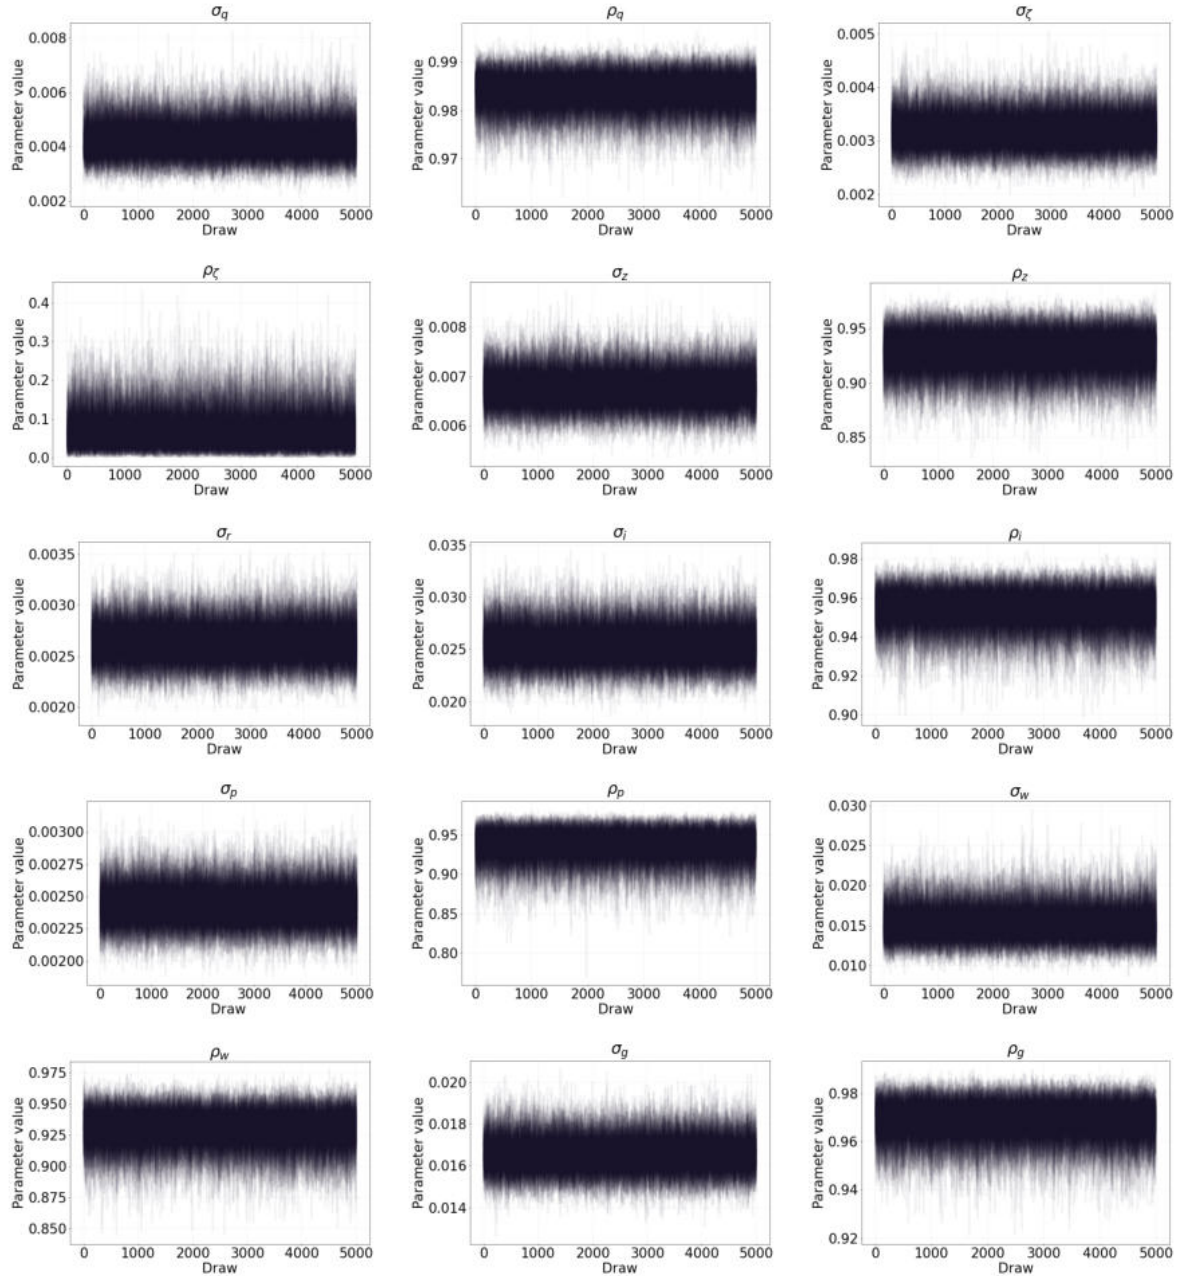 σ_q
Parameter value
0.008
0.006
0.004
0.002
0 1000 2000 3000 4000 5000
Draw
ρ_q
Parameter value
0.99
0.98
0.97
0 1000 2000 3000 4000 5000
Draw
σ_ζ
Parameter value
0.005
0.004
0.003
0.002
0 1000 2000 3000 4000 5000
Draw
ρ_ζ
Parameter value
0.4
0.3
0.2
0.1
0.0
0 1000 2000 3000 4000 5000
Draw
σ_z
Parameter value
0.008
0.007
0.006
0 1000 2000 3000 4000 5000
Draw
ρ_z
Parameter value
0.95
0.90
0.85
0 1000 2000 3000 4000 5000
Draw
σ_r
Parameter value
0.0035
0.0030
0.0025
0.0020
0 1000 2000 3000 4000 5000
Draw
σ_i
Parameter value
0.035
0.030
0.025
0.020
0 1000 2000 3000 4000 5000
Draw
ρ_i
Parameter value
0.98
0.96
0.94
0.92
0.90
0 1000 2000 3000 4000 5000
Draw
σ_p
Parameter value
0.00300
0.00275
0.00250
0.00225
0.00200
0 1000 2000 3000 4000 5000
Draw
ρ_p
Parameter value
0.95
0.90
0.85
0.80
0 1000 2000 3000 4000 5000
Draw
σ_w
Parameter value
0.030
0.025
0.020
0.015
0.010
0 1000 2000 3000 4000 5000
Draw
ρ_w
Parameter value
0.975
0.950
0.925
0.900
0.875
0.850
0 1000 2000 3000 4000 5000
Draw
σ_g
Parameter value
0.020
0.018
0.016
0.014
0 1000 2000 3000 4000 5000
Draw
ρ_g
Parameter value
0.98
0.96
0.94
0.92
0 1000 2000 3000 4000 5000
Draw